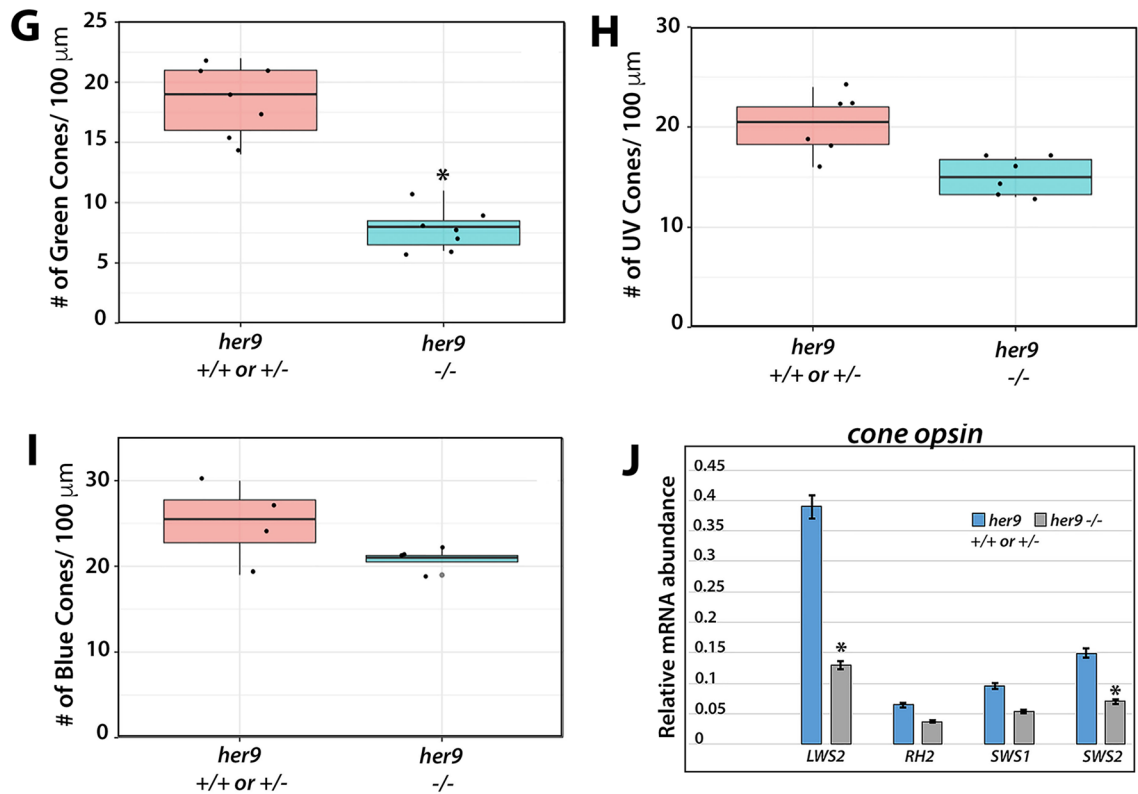 G
# of Green Cones/ 100 μm
25
20
15
10
5
0
*
her9
+/+ or +/-
her9
-/-
H
# of UV Cones/ 100 μm
30
20
10
0
her9
+/+ or +/-
her9
-/-
I
# of Blue Cones/ 100 μm
30
20
10
0
her9
+/+ or +/-
her9
-/-
J
cone opsin
Relative mRNA abundance
0.45
0.4
0.35
0.3
0.25
0.2
0.15
0.1
0.05
0
her9 her9 -/-
+/+ or +/-
*
*
LWS2 RH2 SWS1 SWS2